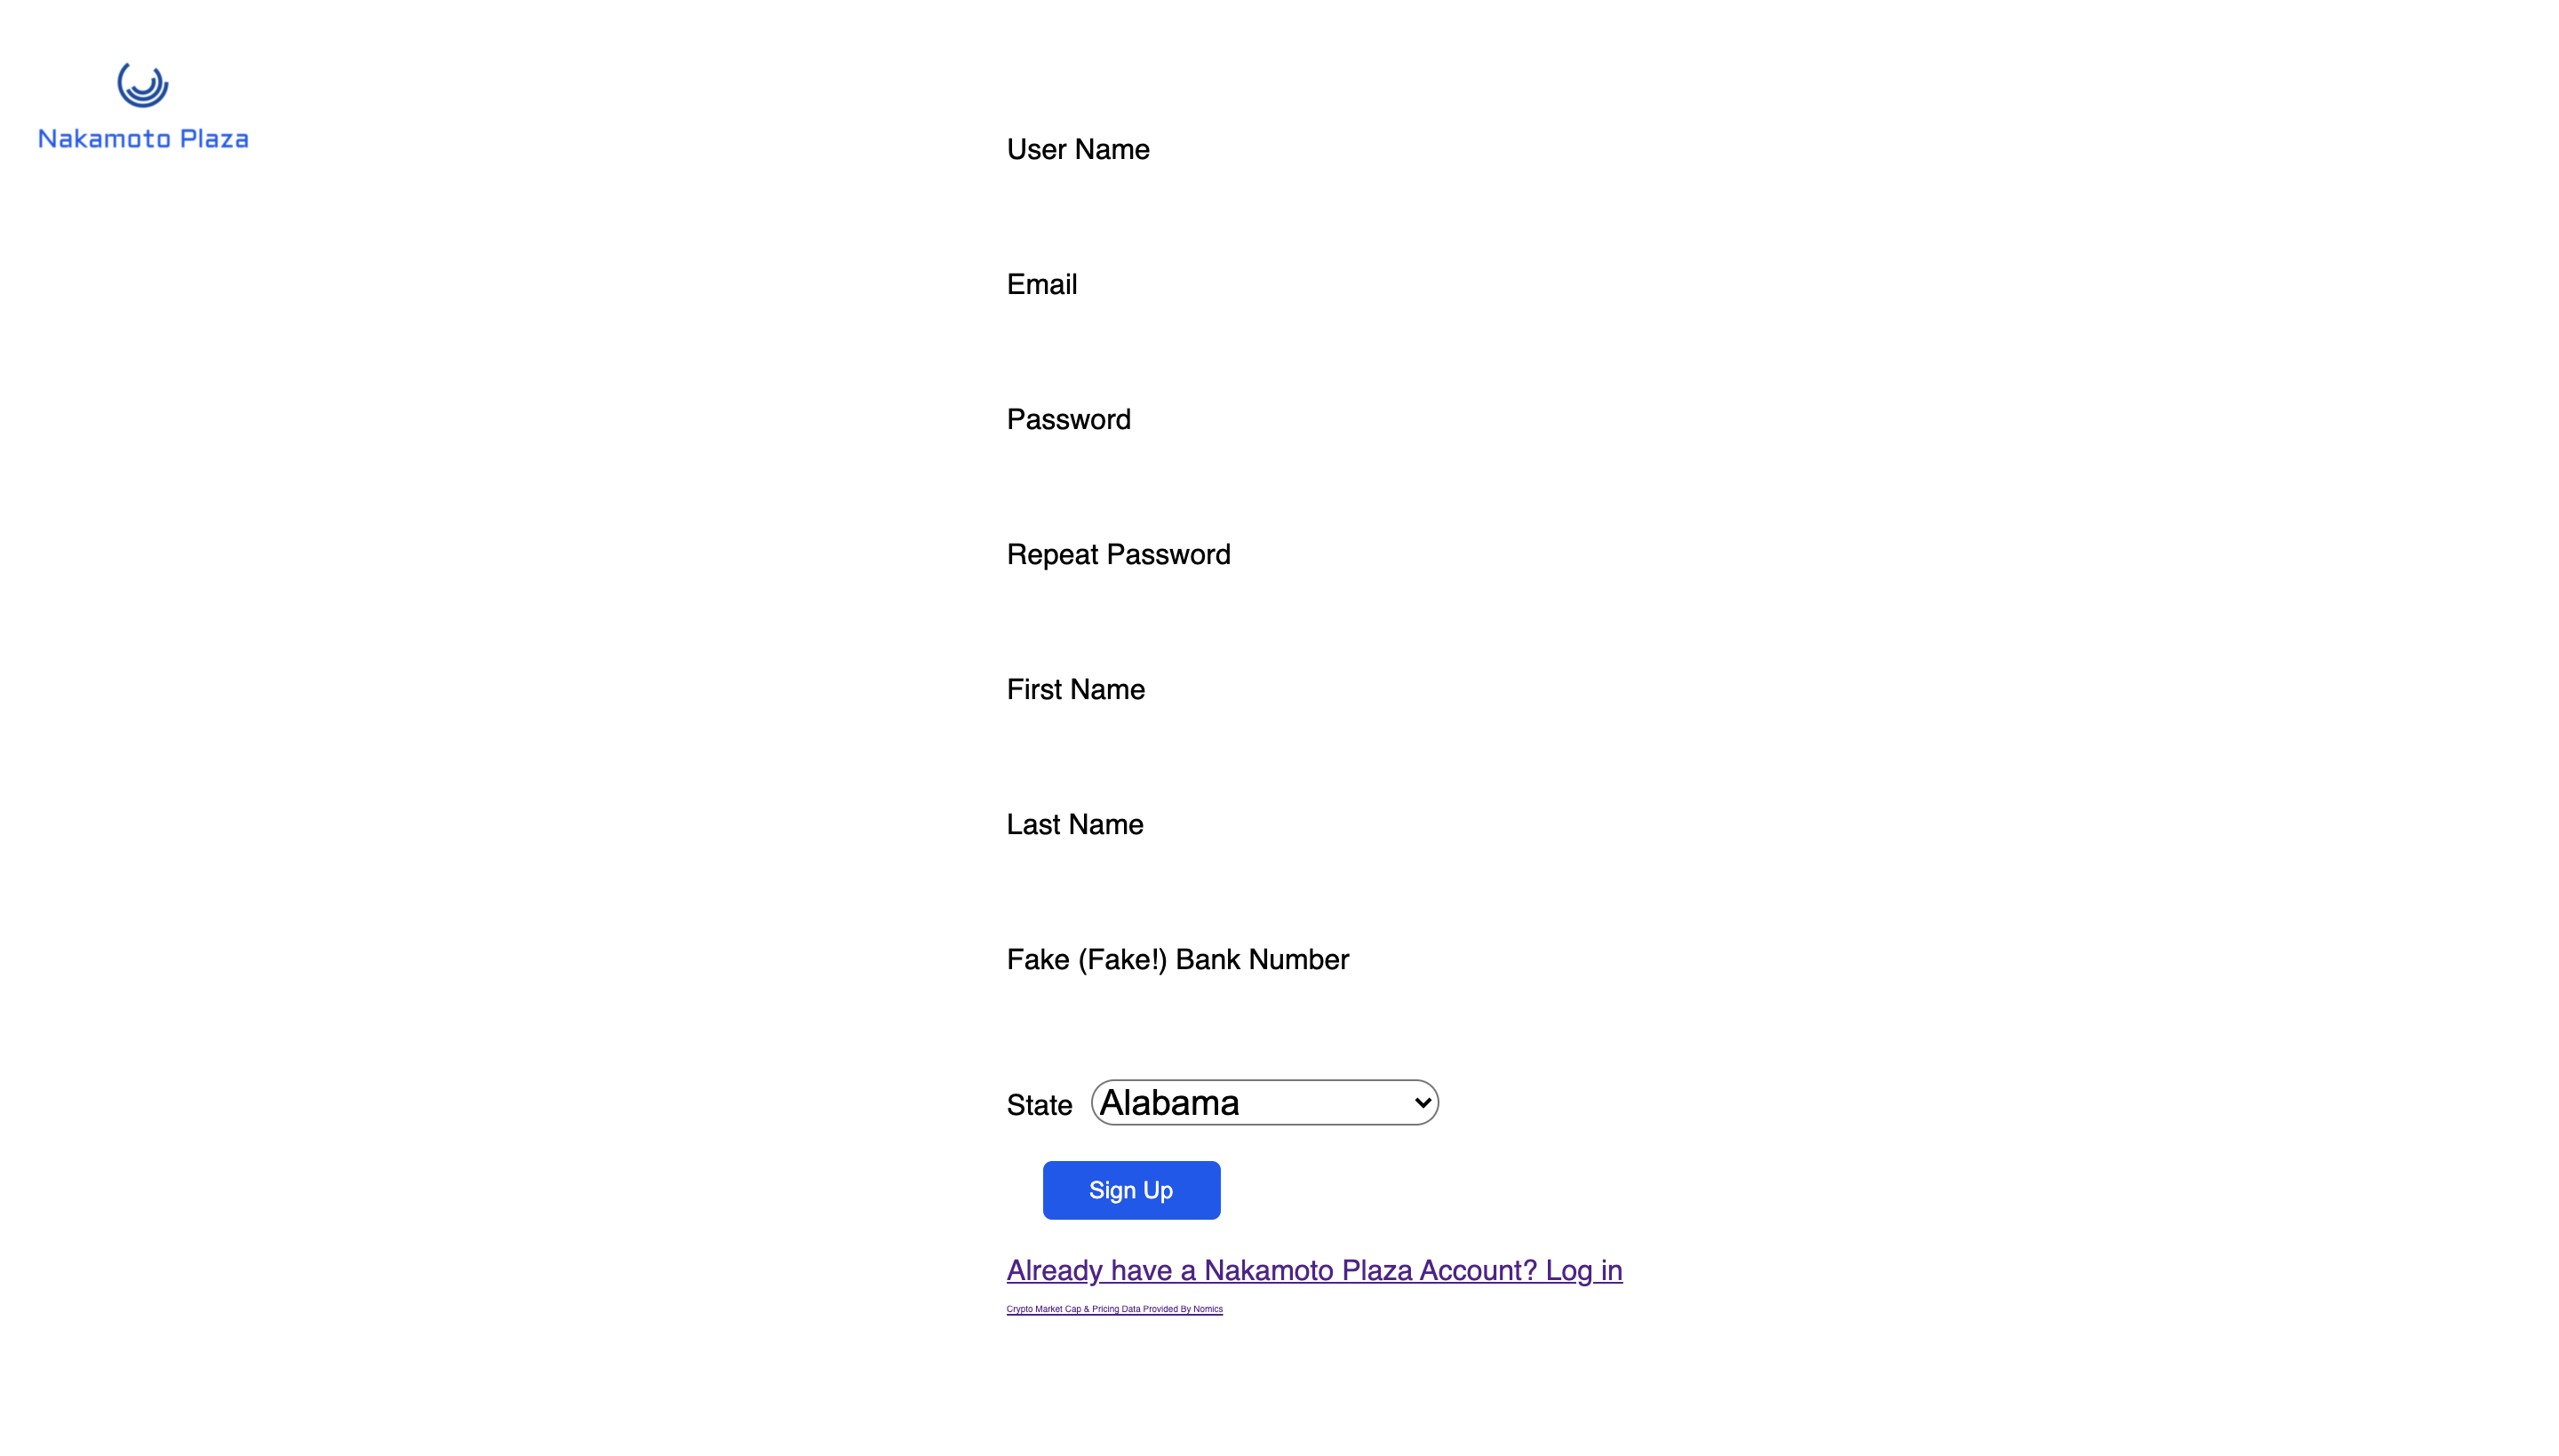 Nakamoto Plaza
User Name
Email
Password
Repeat Password
First Name
Last Name
Fake (Fake!) Bank Number
State Alabama
Sign Up
Already have a Nakamoto Plaza Account? Log in
Crypto Market Cap & Pricing Data Provided By Nomics